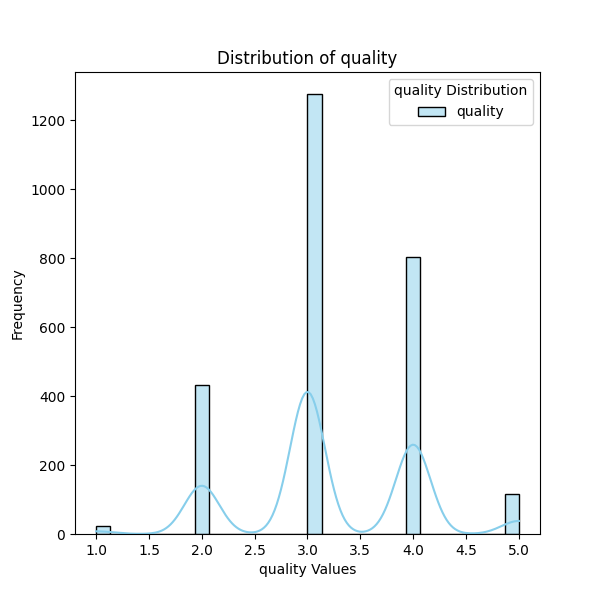 Distribution of quality
quality Distribution
quality
Frequency
1200
1000
800
600
400
200
0
1.0 1.5 2.0 2.5 3.0 3.5 4.0 4.5 5.0
quality Values